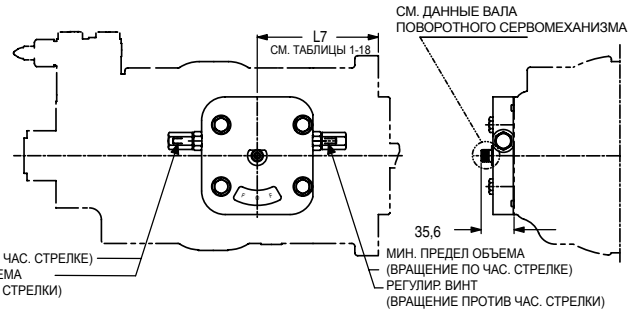 СМ. ДАННЫЕ ВАЛА
ПОВОРОТНОГО СЕРВОМЕХАНИЗМА
L7
СМ. ТАБЛИЦЫ 1-18
P 0 F
35,6
ЧАС. СТРЕЛКЕ)
ЕМА
СТРЕЛКИ)
МИН. ПРЕДЕЛ ОБЪЕМА
(ВРАЩЕНИЕ ПО ЧАС. СТРЕЛКЕ)
РЕГУЛИР. ВИНТ
(ВРАЩЕНИЕ ПРОТИВ ЧАС. СТРЕЛКИ)